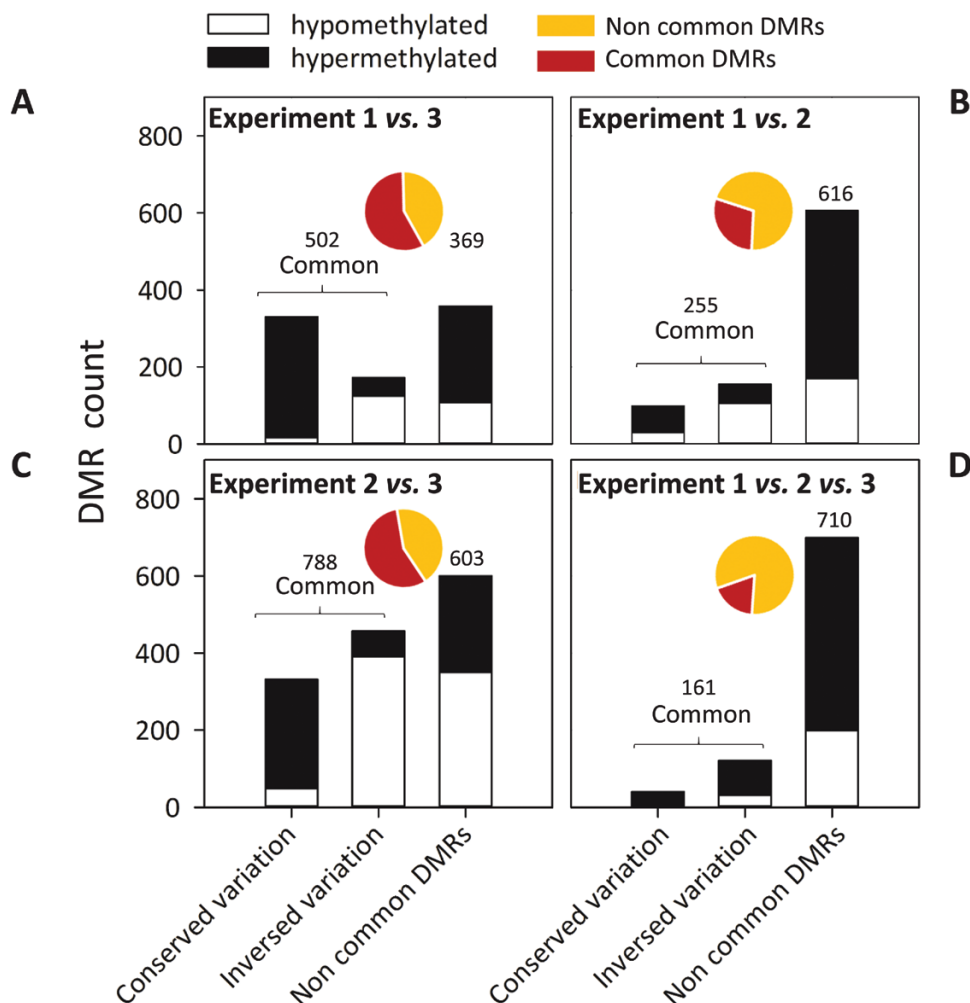 hypomethylated
hypermethylated
Non common DMRs
Common DMRs
A
Experiment 1 vs. 3
Experiment 1 vs. 2
B
DMR count
800
600
400
200
0
502
Common
369
255
Common
616
C
Experiment 2 vs. 3
Experiment 1 vs. 2 vs. 3
D
800
600
400
200
0
788
Common
603
161
Common
710
Conserved variation
Inversed variation
Non common DMRs
Conserved variation
Inversed variation
Non common DMRs